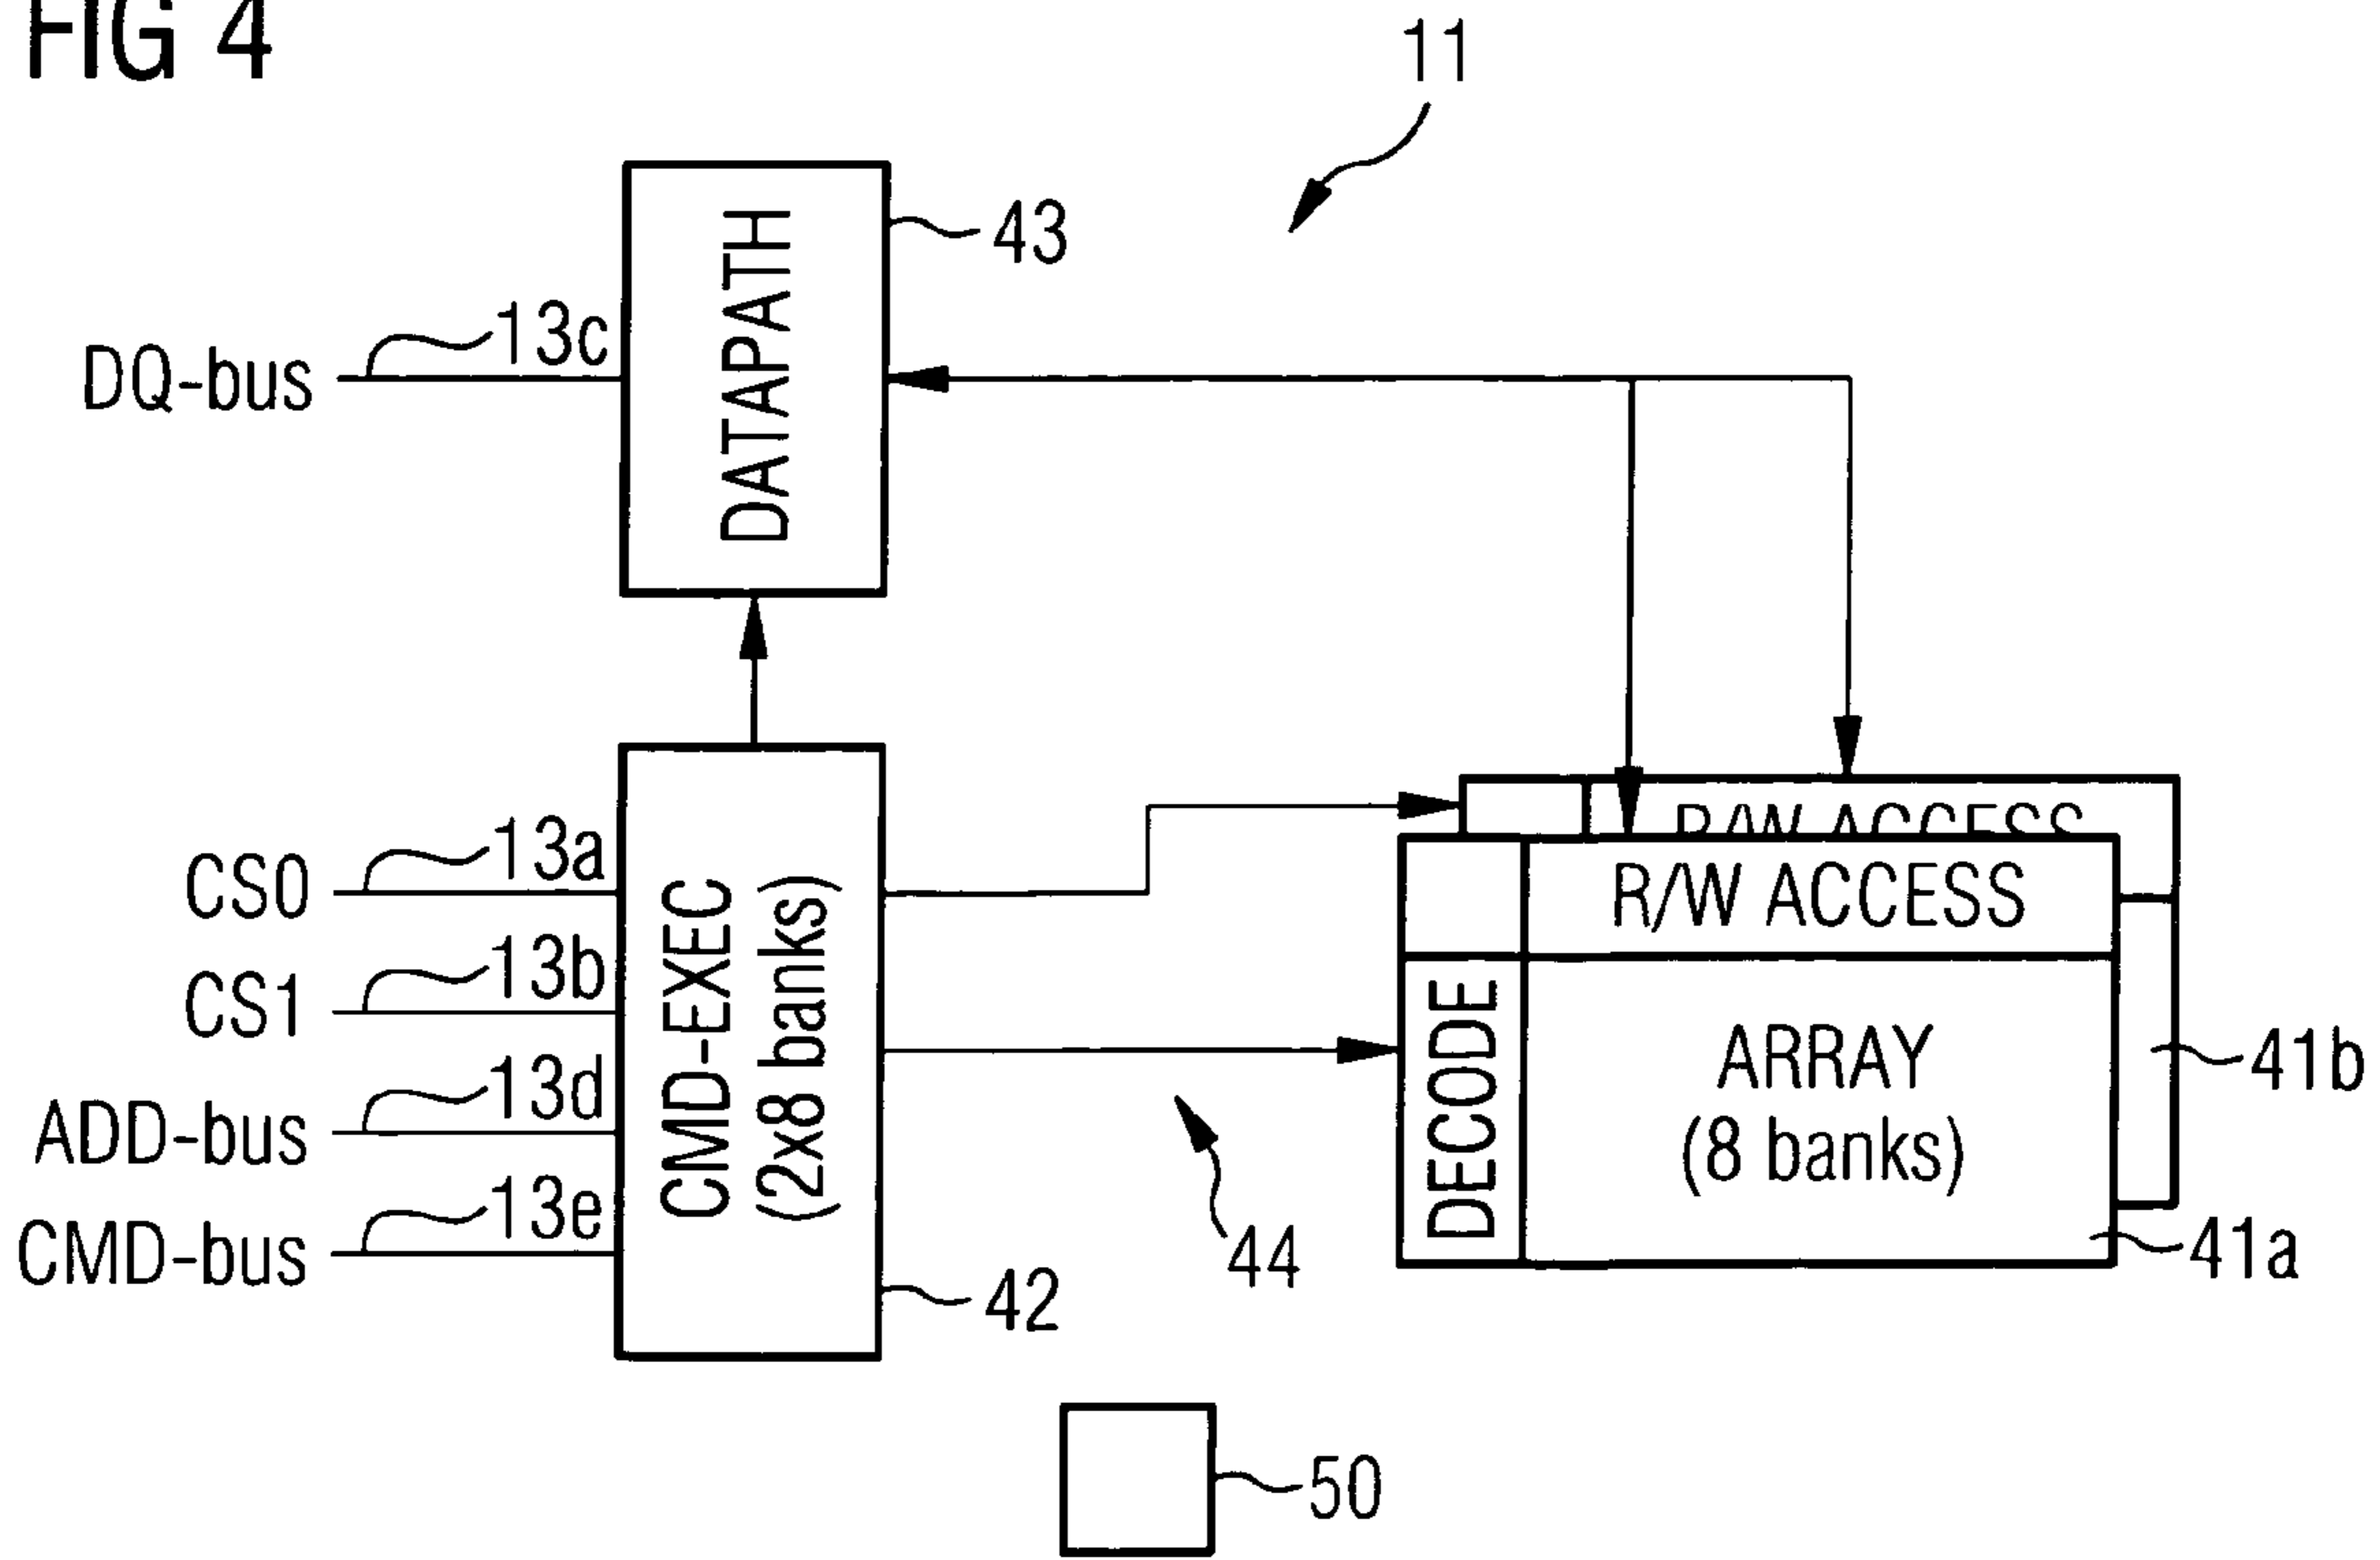 FIG 4
11
DATAPATH
43
13c
DQ-bus
CS0
13a
CS1
13b
ADD-bus
13d
CMD-bus
13e
CMD-EXEC
(2x8 banks)
42
44
R/W ACCESS
R/W ACCESS
DECODE
ARRAY
(8 banks)
41b
41a
50